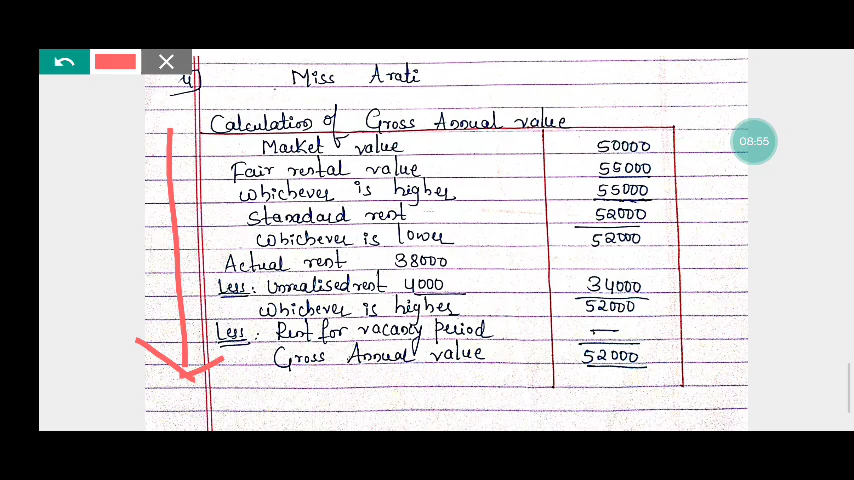 4) Miss Arati
Calculation of Gross Annual value
Market value 50000
Fair rental value 55000
whichever is higher 55000
Standard rent 52000
whichever is lower 52000
Actual rent 38000
Less: Unrealised rent 4000 34000
whichever is higher 52000
Less: Rent for vacancy period —
Gross Annual value 52000
08:55